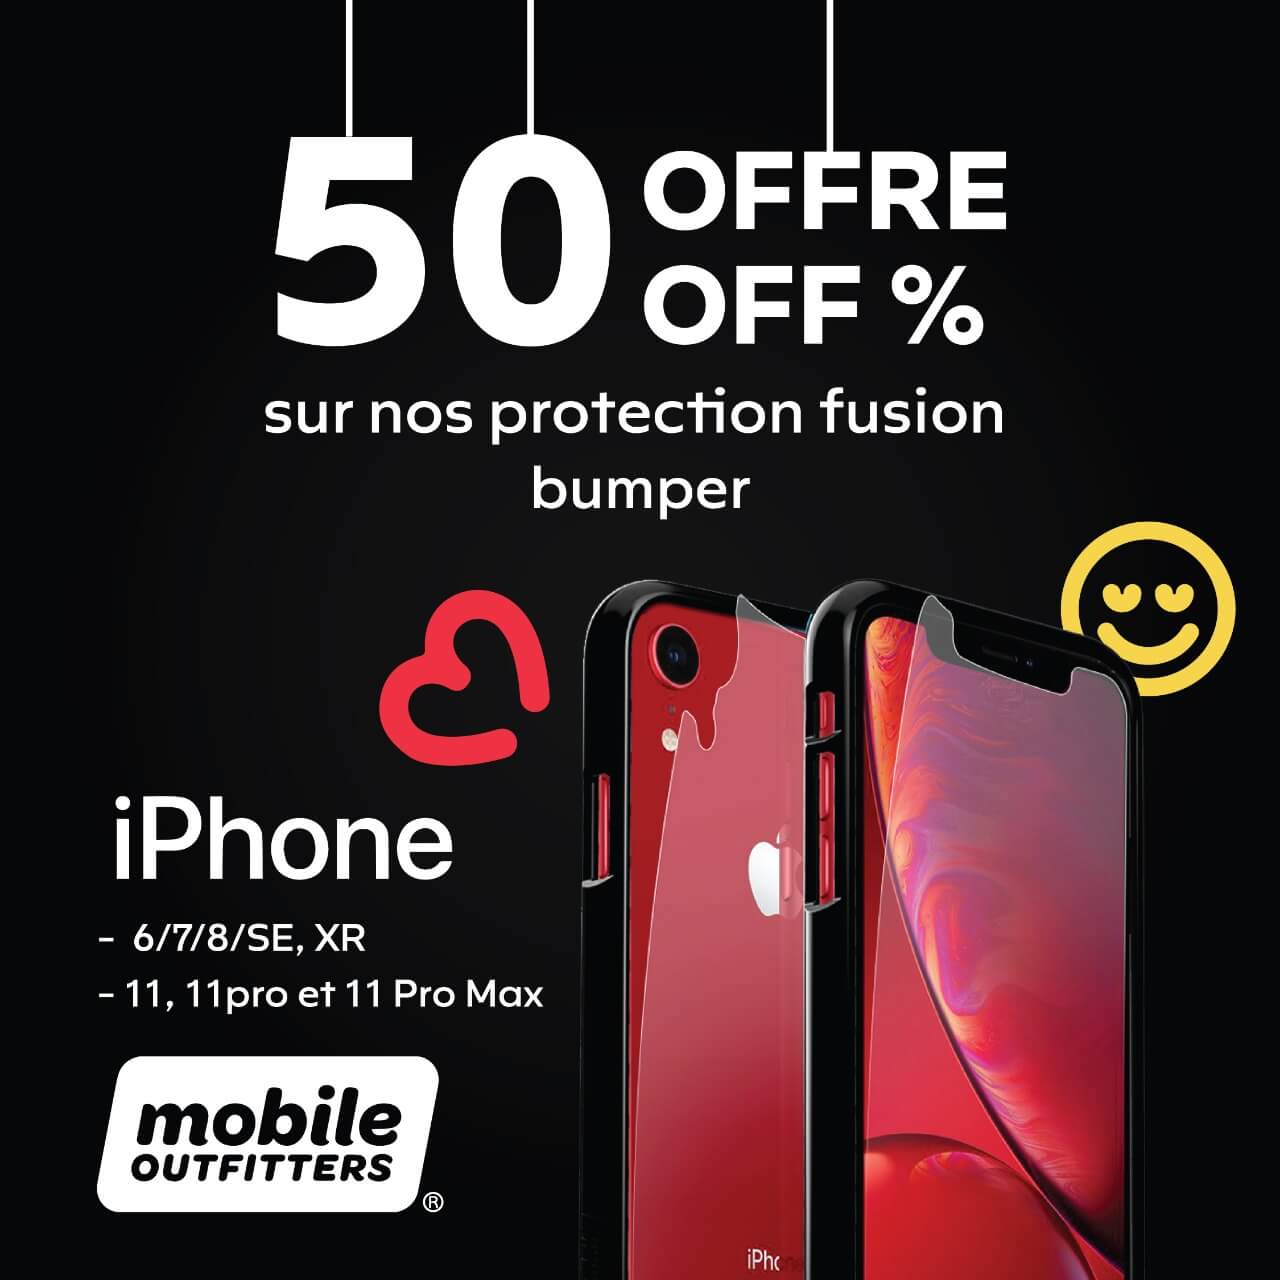 50 OFFRE
OFF %
sur nos protection fusion
bumper
iPhone
- 6/7/8/SE, XR
- 11, 11pro et 11 Pro Max
mobile
OUTFITTERS
®
iPhone